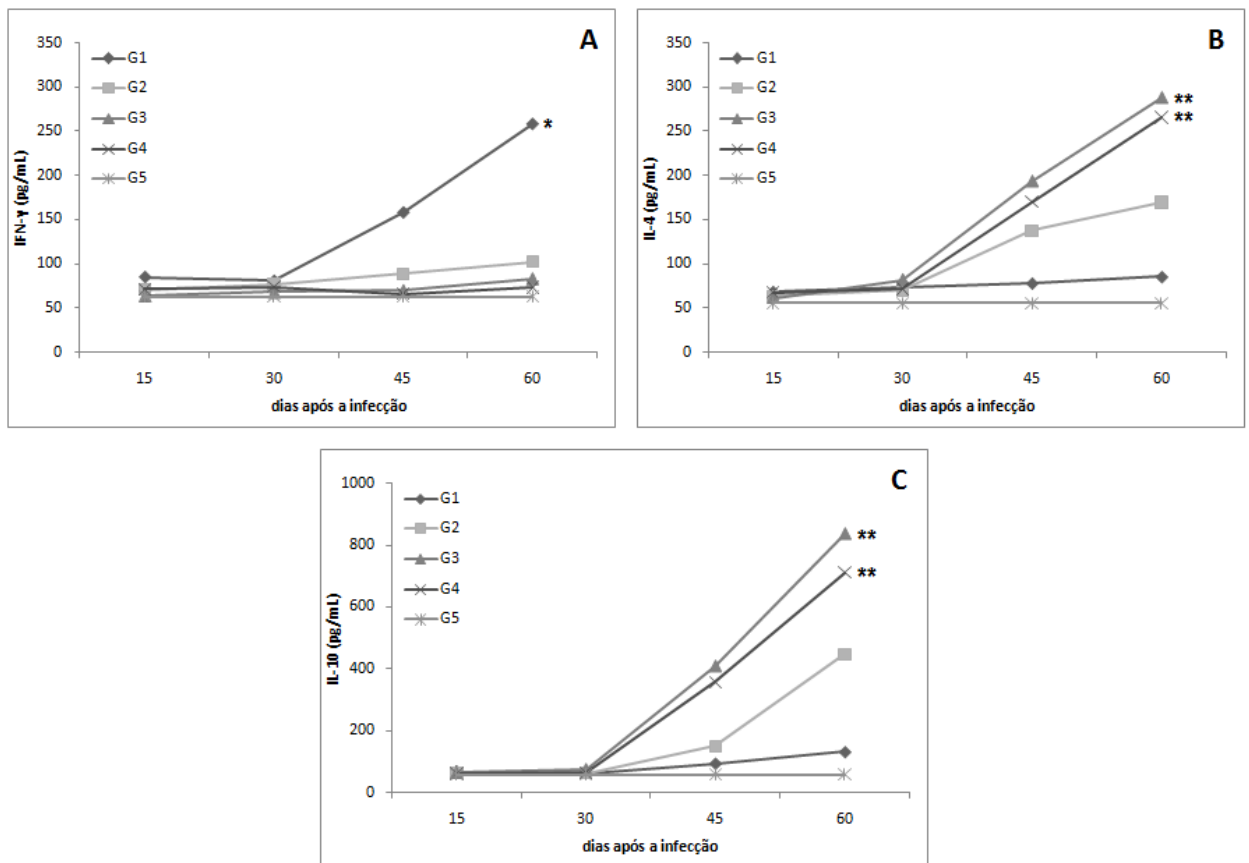 A
350
300
250
200
150
100
50
0
IFN-γ (pg/mL)
G1
G2
G3
G4
G5
*
15 30 45 60
dias após a infecção
B
350
300
250
200
150
100
50
0
IL-4 (pg/mL)
G1
G2
G3
G4
G5
**
**
15 30 45 60
dias após a infecção
C
1000
800
600
400
200
0
IL-10 (pg/mL)
G1
G2
G3
G4
G5
**
**
15 30 45 60
dias após a infecção